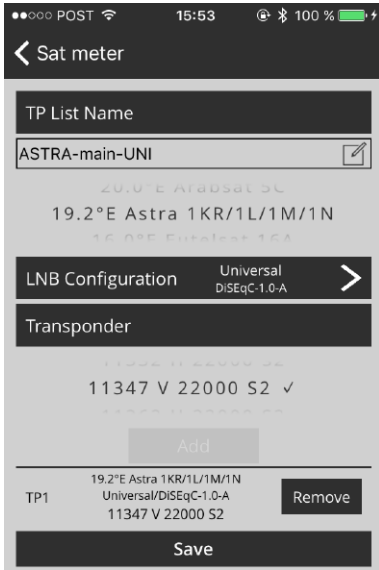 POST 15:53 100 %
Sat meter
TP List Name
ASTRA-main-UNI
20.0°E Arabsat 5C
19.2°E Astra 1KR/1L/1M/1N
16.0°E Eutelsat 16A
LNB Configuration Universal
DiSEqC-1.0-A
Transponder
11347 V 22000 S2 ✓
Add
19.2°E Astra 1KR/1L/1M/1N
TP1 Universal/DiSEqC-1.0-A Remove
11347 V 22000 S2
Save